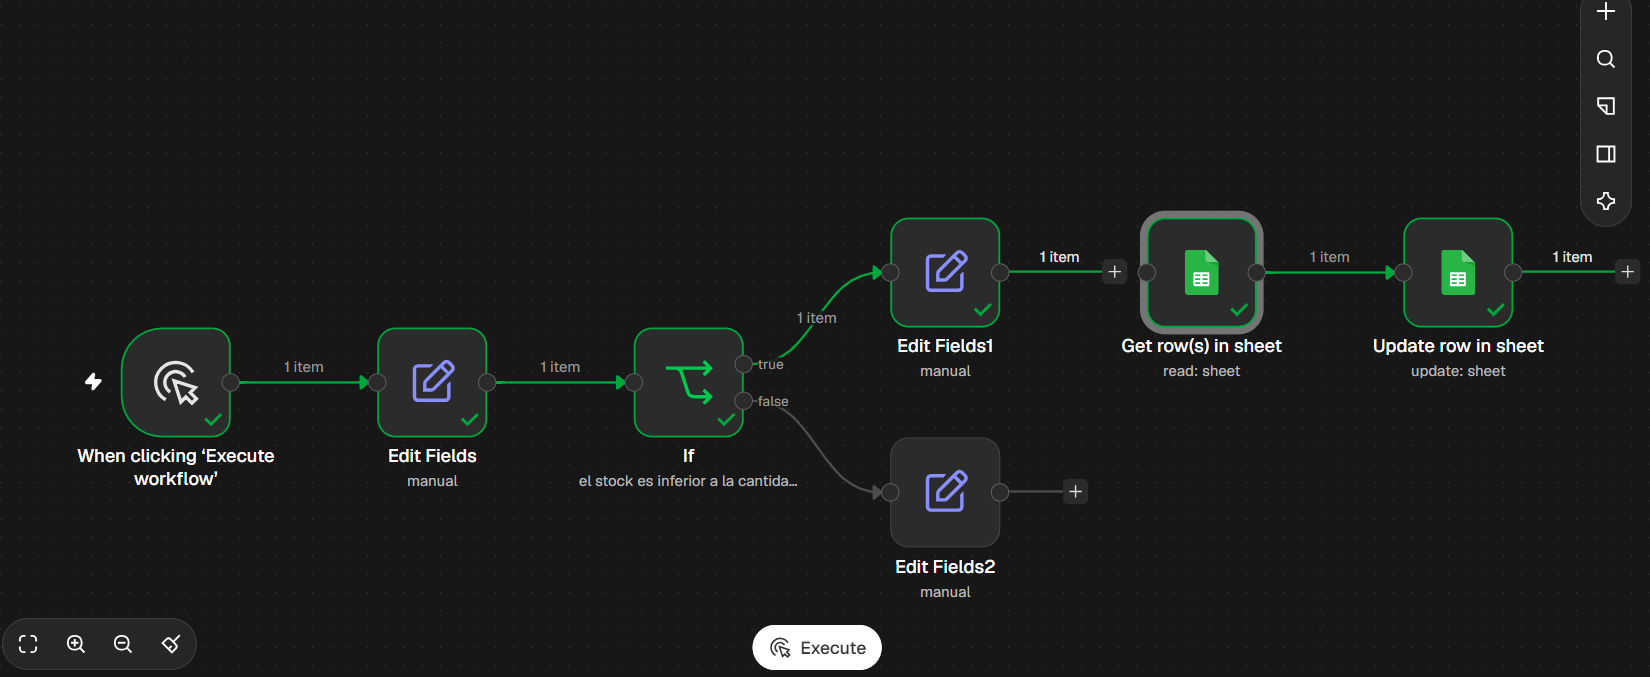 1 item
1 item
1 item
1 item
1 item
1 item
true
false
Edit Fields1
manual
Get row(s) in sheet
read: sheet
Update row in sheet
update: sheet
When clicking ‘Execute
workflow’
Edit Fields
manual
If
el stock es inferior a la cantida...
Edit Fields2
manual
Execute